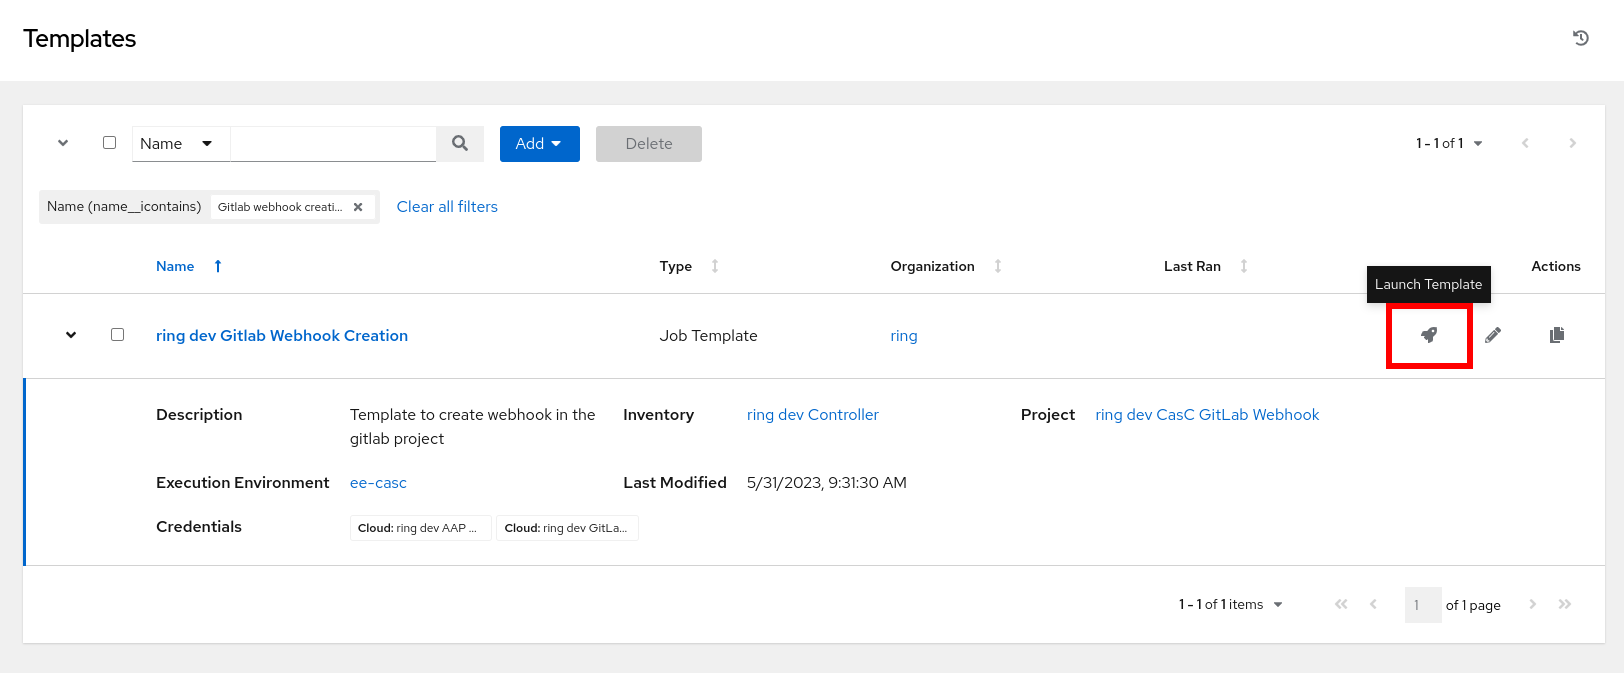 Templates
Name
Add
Delete
1 - 1 of 1
Name (name__icontains)
Gitlab webhook creati...
Clear all filters
Name
Type
Organization
Last Ran
Actions
Launch Template
ring dev Gitlab Webhook Creation
Job Template
ring
Description
Template to create webhook in the
gitlab project
Inventory
ring dev Controller
Project
ring dev CasC GitLab Webhook
Execution Environment
ee-casc
Last Modified
5/31/2023, 9:31:30 AM
Credentials
Cloud: ring dev AAP ...
Cloud: ring dev GitLa...
1 - 1 of 1 items
1
of 1 page